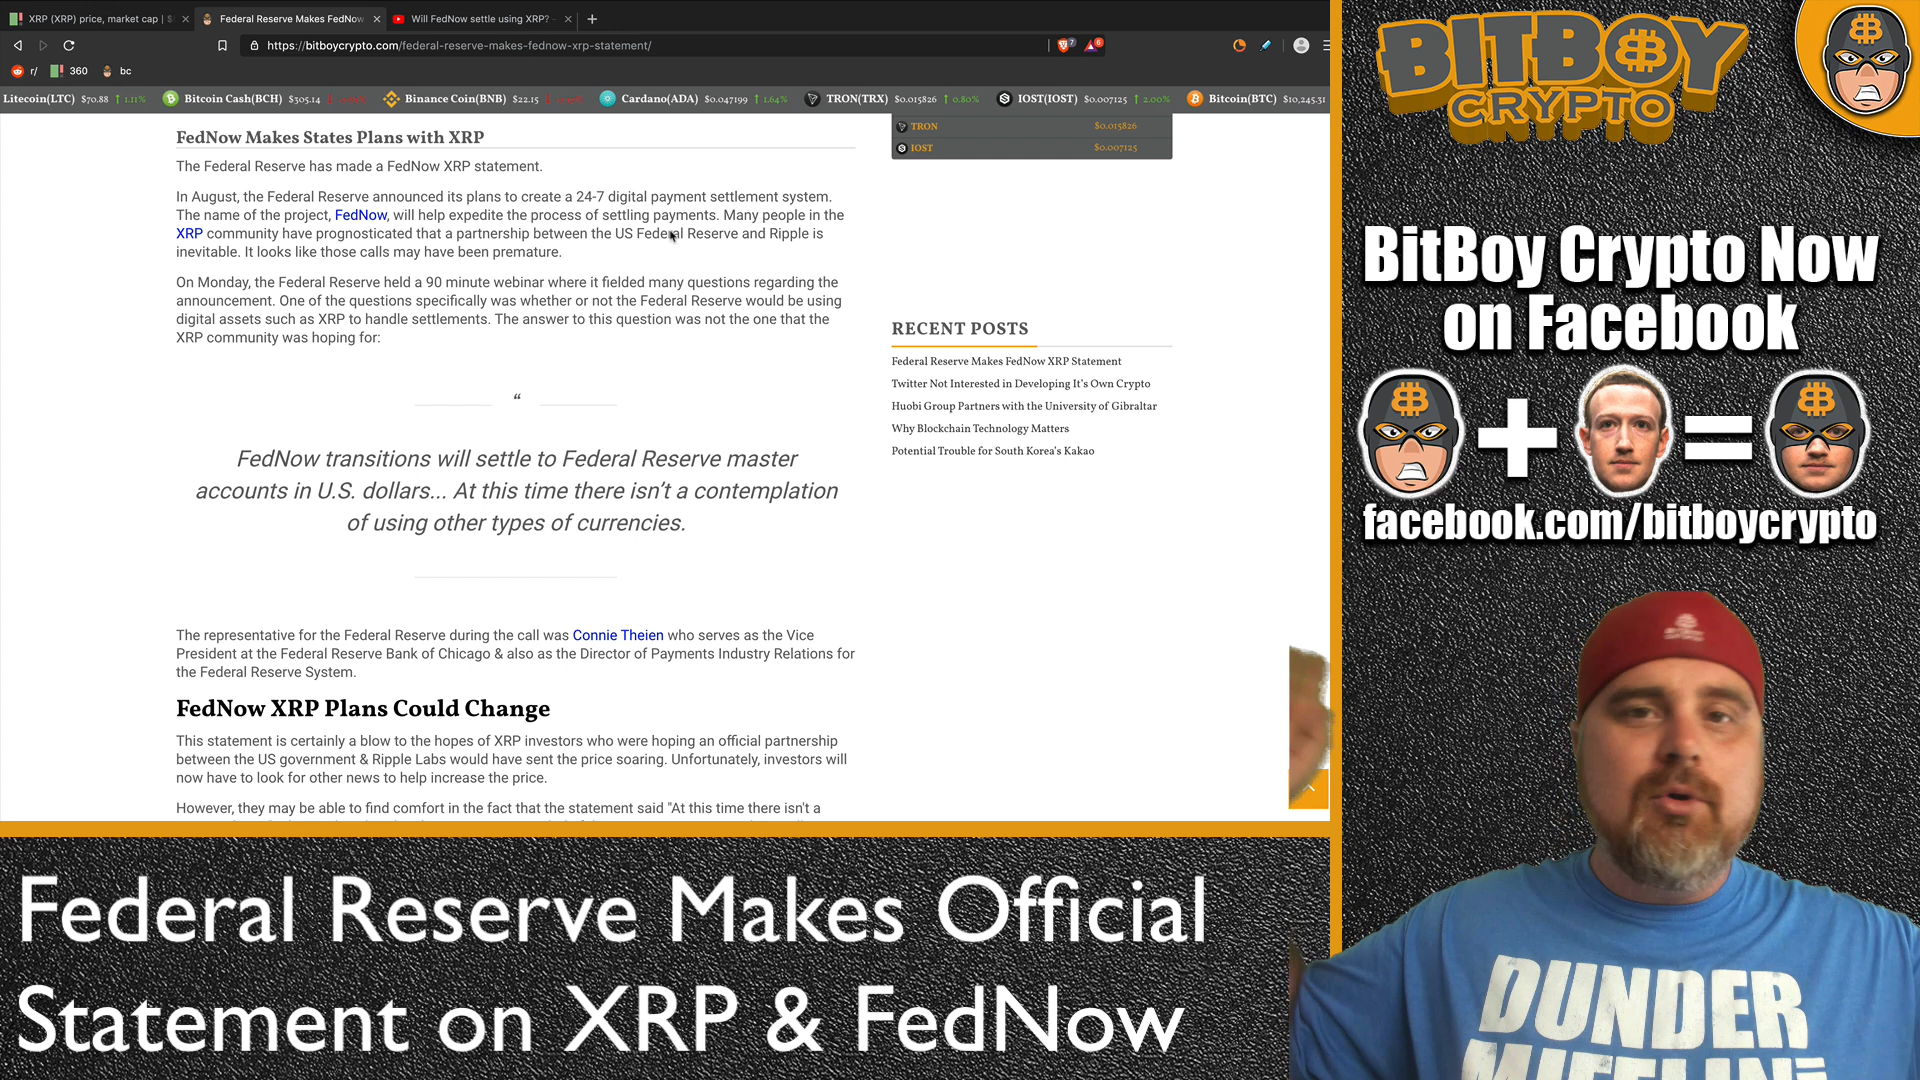 XRP (XRP) price, market cap |
Federal Reserve Makes FedNow
Will FedNow settle using XRP?
https://bitboycrypto.com/federal-reserve-makes-fednow-xrp-statement/
r/ 360 bc
Litecoin(LTC) $70.88 ↑ 1.11% Bitcoin Cash(BCH) $305.14 Binance Coin(BNB) $22.15 Cardano(ADA) $0.047199 ↑ 1.64% TRON(TRX) $0.015826 ↑ 0.80% IOST(IOST) $0.007125 ↑ 2.00% Bitcoin(BTC) $10,245.31
FedNow Makes States Plans with XRP
The Federal Reserve has made a FedNow XRP statement.
In August, the Federal Reserve announced its plans to create a 24-7 digital payment settlement system.
The name of the project, FedNow, will help expedite the process of settling payments. Many people in the
XRP community have prognosticated that a partnership between the US Federal Reserve and Ripple is
inevitable. It looks like those calls may have been premature.
On Monday, the Federal Reserve held a 90 minute webinar where it fielded many questions regarding the
announcement. One of the questions specifically was whether or not the Federal Reserve would be using
digital assets such as XRP to handle settlements. The answer to this question was not the one that the
XRP community was hoping for:
“
FedNow transitions will settle to Federal Reserve master
accounts in U.S. dollars... At this time there isn’t a contemplation
of using other types of currencies.
The representative for the Federal Reserve during the call was Connie Theien who serves as the Vice
President at the Federal Reserve Bank of Chicago & also as the Director of Payments Industry Relations for
the Federal Reserve System.
FedNow XRP Plans Could Change
This statement is certainly a blow to the hopes of XRP investors who were hoping an official partnership
between the US government & Ripple Labs would have sent the price soaring. Unfortunately, investors will
now have to look for other news to help increase the price.
However, they may be able to find comfort in the fact that the statement said "At this time there isn't a
TRON $0.015826
IOST $0.007125
RECENT POSTS
Federal Reserve Makes FedNow XRP Statement
Twitter Not Interested in Developing It’s Own Crypto
Huobi Group Partners with the University of Gibraltar
Why Blockchain Technology Matters
Potential Trouble for South Korea’s Kakao
BITBOY
CRYPTO
BitBoy Crypto Now
on Facebook
facebook.com/bitboycrypto
DUNDER
MIFFLIN
Federal Reserve Makes Official
Statement on XRP & FedNow